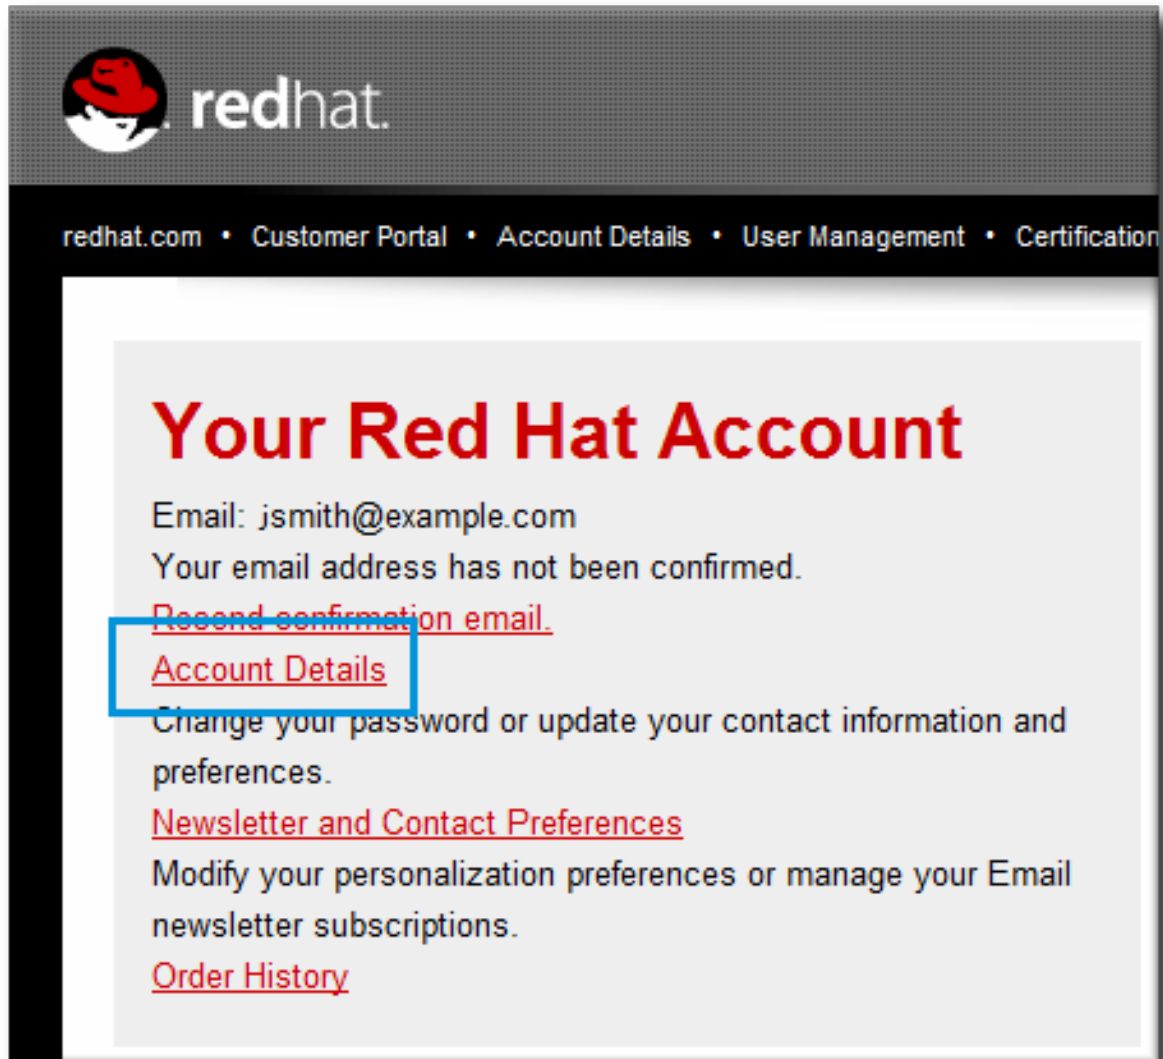 redhat.
redhat.com • Customer Portal • Account Details • User Management • Certification
Your Red Hat Account
Email: jsmith@example.com
Your email address has not been confirmed.
Resend confirmation email.
Account Details
Change your password or update your contact information and
preferences.
Newsletter and Contact Preferences
Modify your personalization preferences or manage your Email
newsletter subscriptions.
Order History